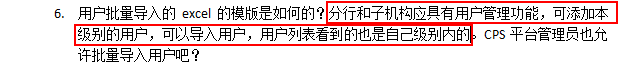 6. 用户批量导入的 excel 的模版是如何的？分行和子机构应具有用户管理功能，可添加本
级别的用户，可以导入用户，用户列表看到的也是自己级别内的。CPS 平台管理员也允
许批量导入用户吧？